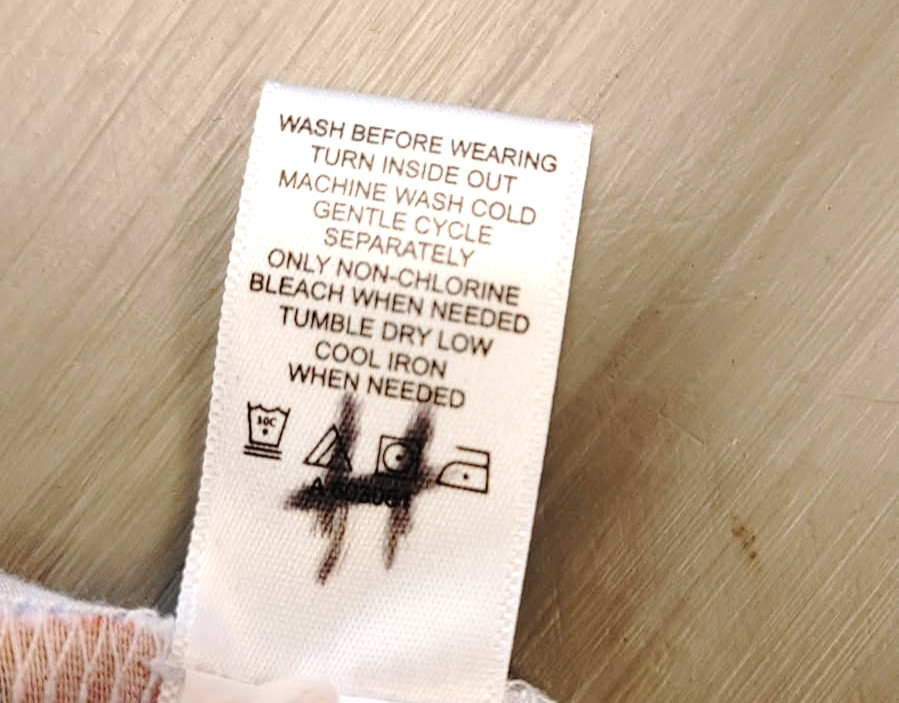 WASH BEFORE WEARING
TURN INSIDE OUT
MACHINE WASH COLD
GENTLE CYCLE
SEPARATELY
ONLY NON-CHLORINE
BLEACH WHEN NEEDED
TUMBLE DRY LOW
COOL IRON
WHEN NEEDED
30C